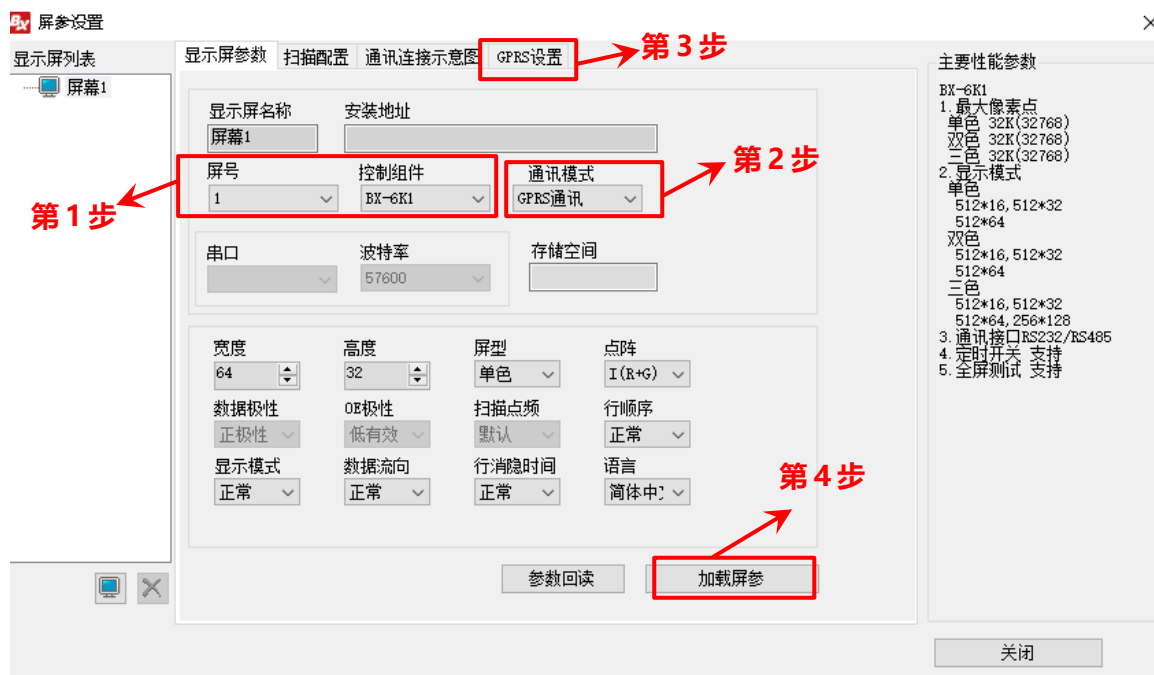 BX 屏参设置
显示屏列表
屏幕1
显示屏参数 扫描配置 通讯连接示意图 GPRS设置
第3步
显示屏名称 安装地址
屏幕1
屏号 控制组件 通讯模式
1 BX-6K1 GPRS通讯
第1步
第2步
串口 波特率 存储空间
57600
宽度 高度 屏型 点阵
64 32 单色 I(R+G)
数据极性 OE极性 扫描点频 行顺序
正极性 低有效 默认 正常
显示模式 数据流向 行消隐时间 语言
正常 正常 正常 简体中
第4步
参数回读 加载屏参
主要性能参数
BX-6K1
1.最大像素点
单色 32K(32768)
双色 32K(32768)
三色 32K(32768)
2.显示模式
单色
512*16,512*32
512*64
双色
512*16,512*32
512*64
三色
512*16,512*32
512*64,256*128
3.通讯接口RS232/RS485
4.定时开关 支持
5.全屏测试 支持
关闭